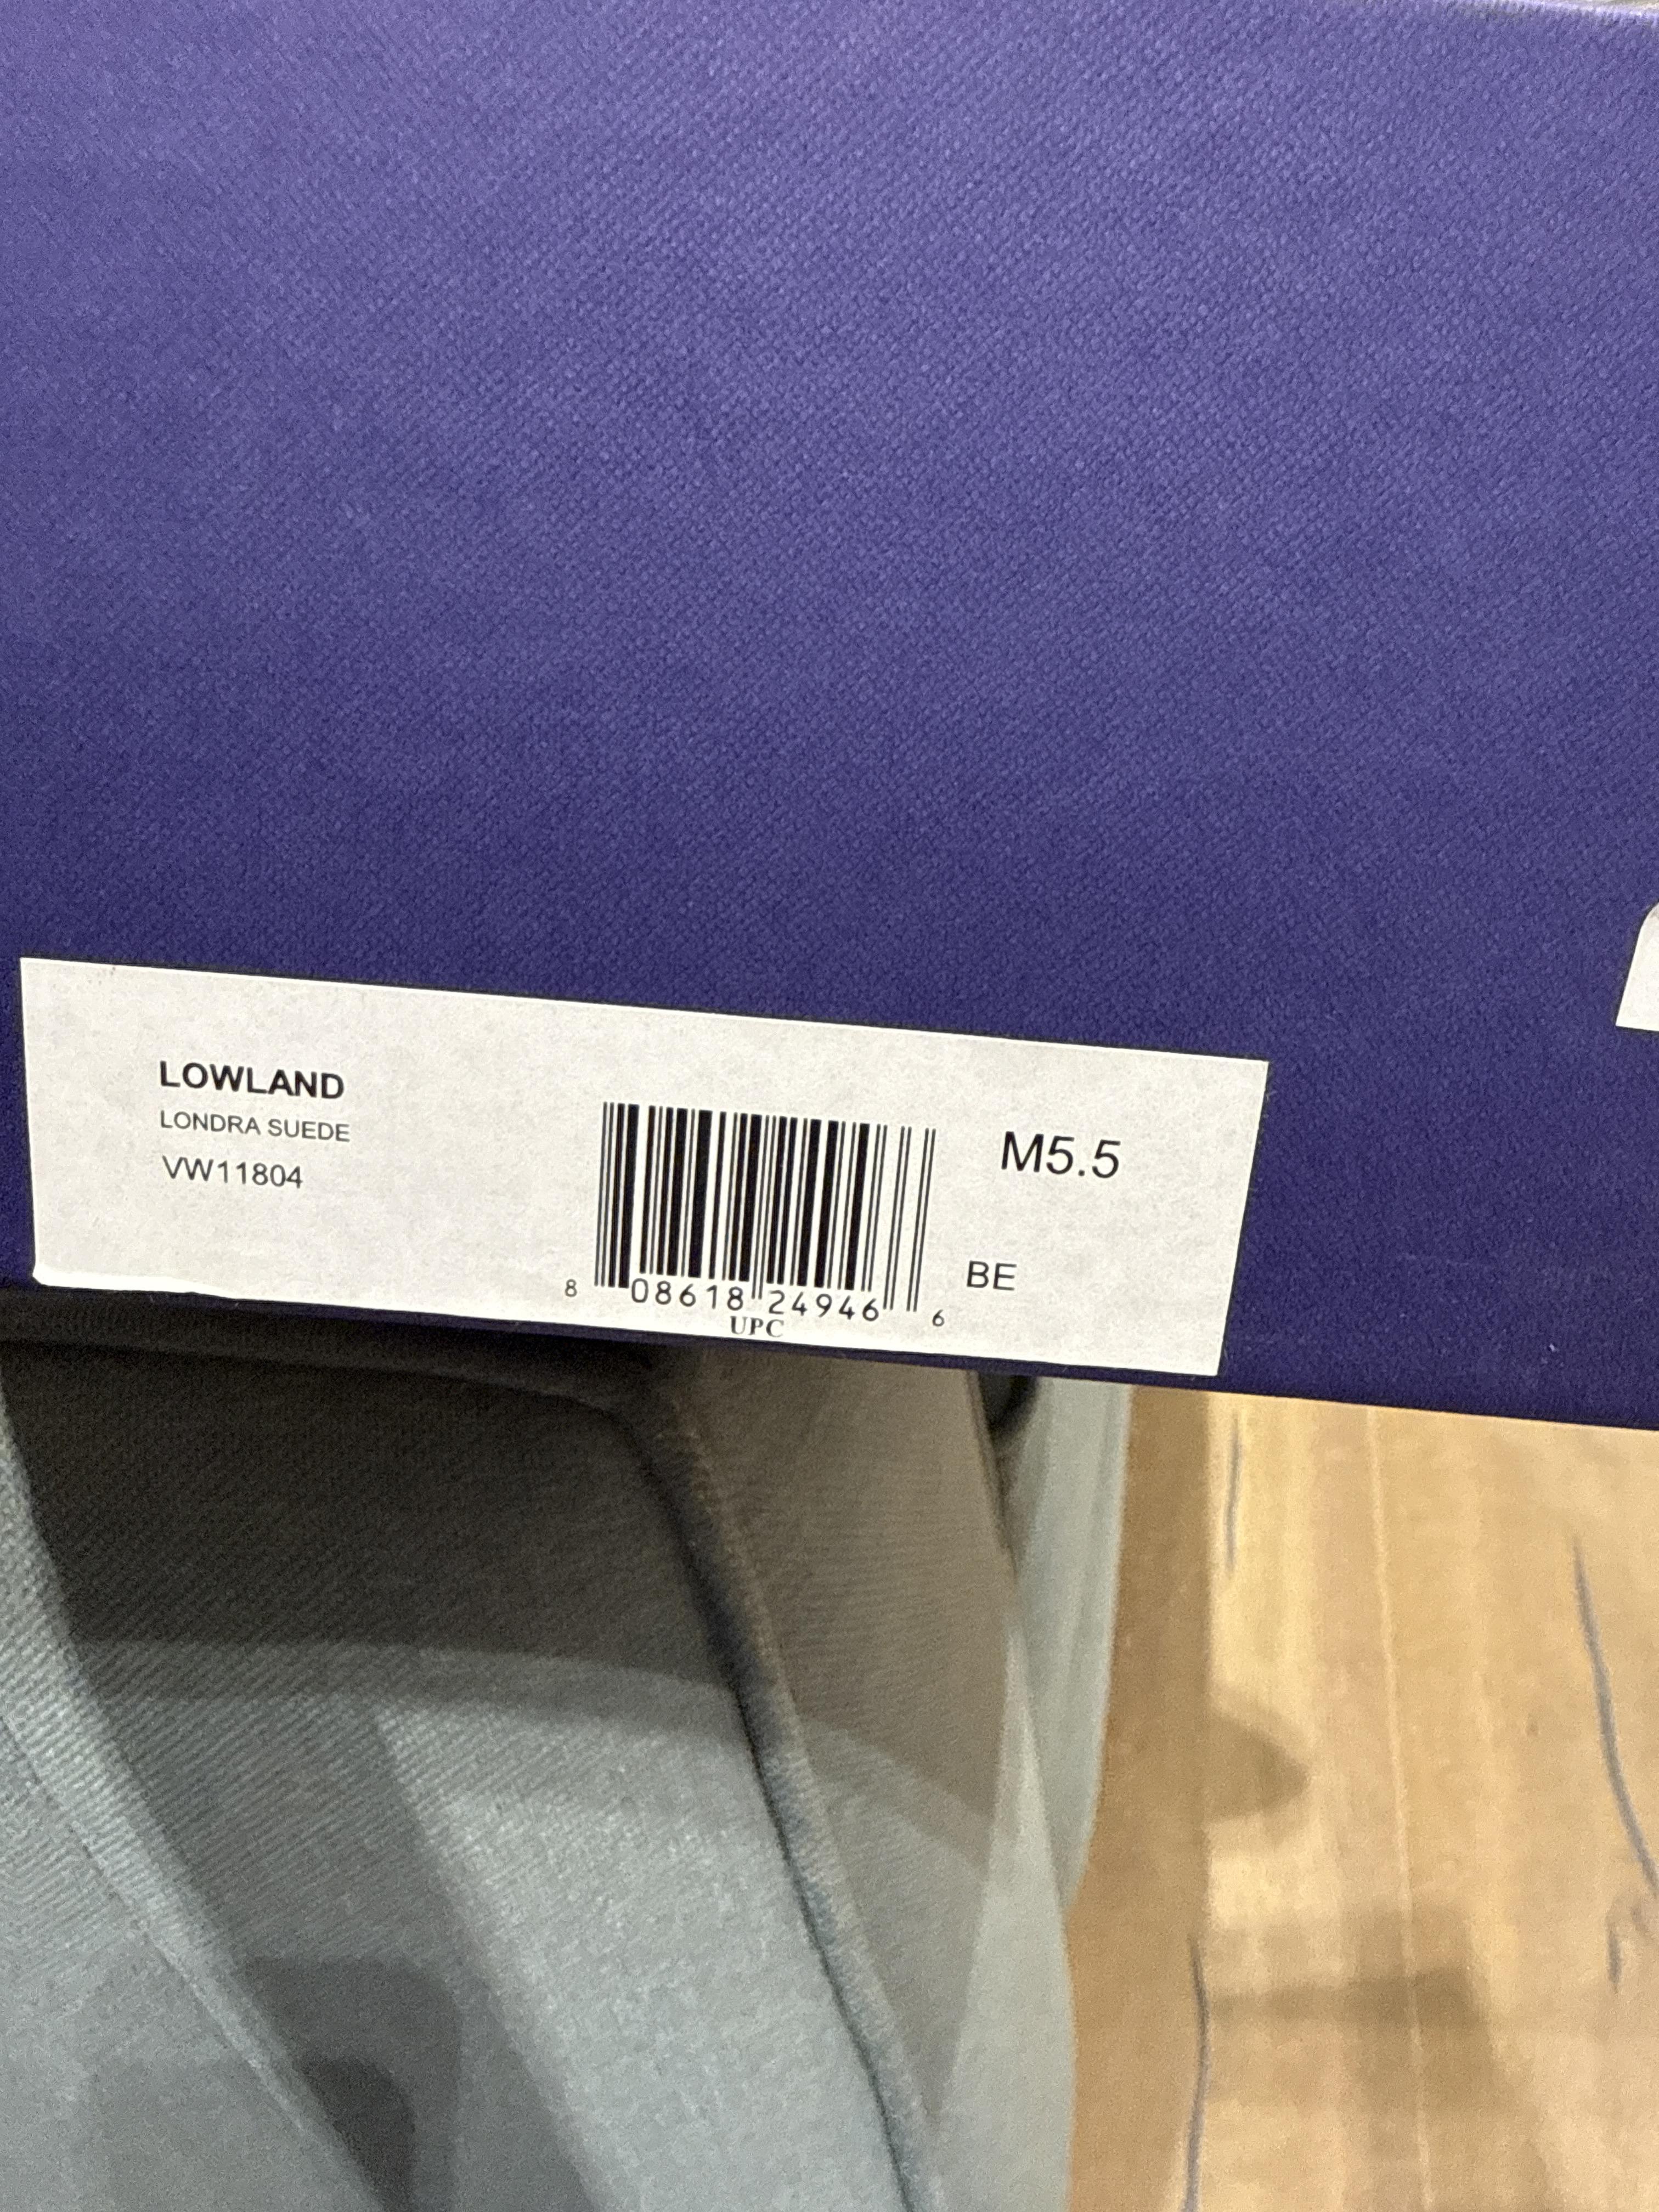 LOWLAND
LONDRA SUEDE
VW11804
M5.5
BE
8 08618 24946 6
UPC